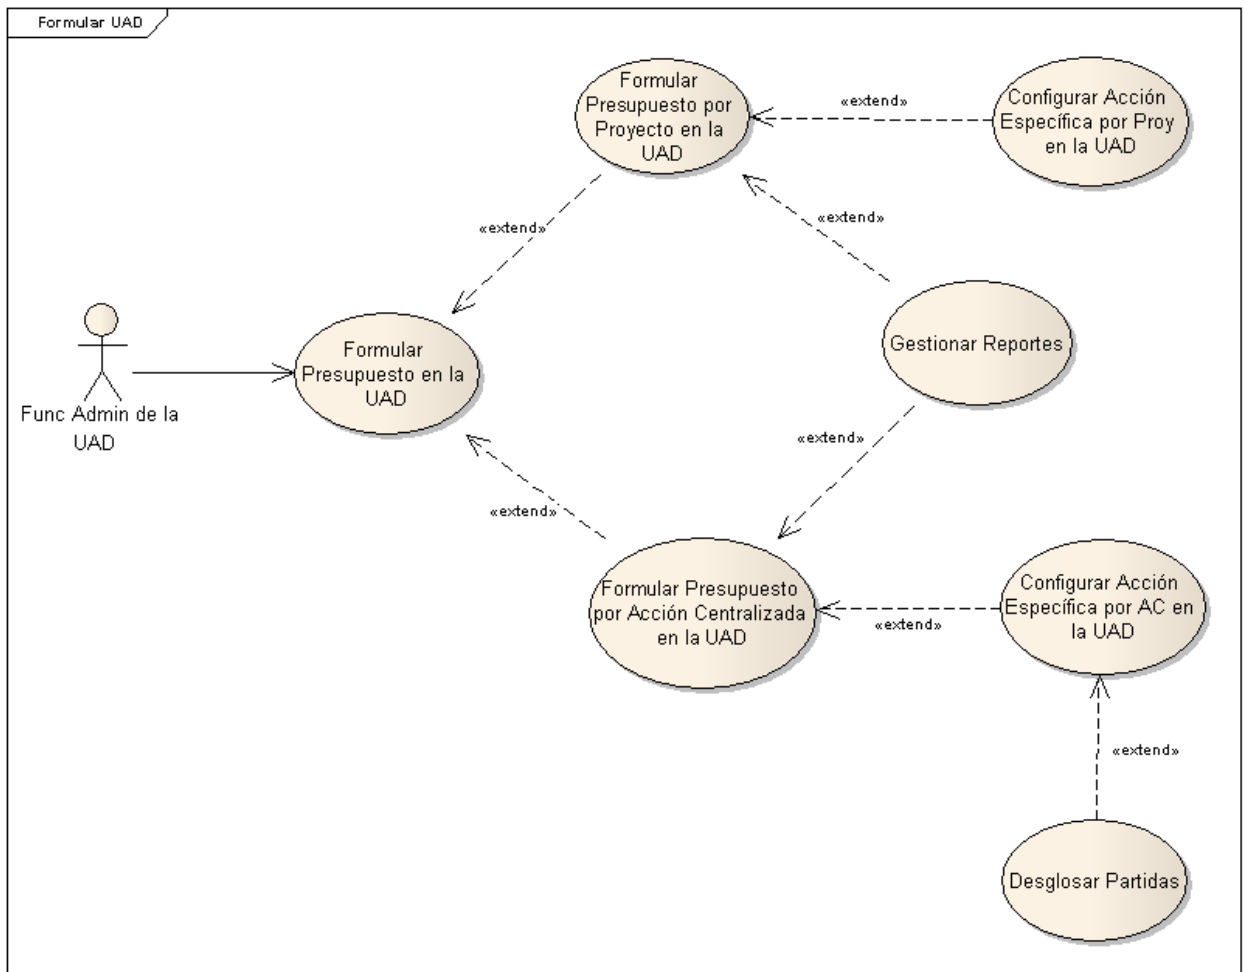 Formular UAD
Formular
Presupuesto por
Proyecto en la
UAD
«extend»
Configurar Acción
Específica por Proy
en la UAD
«extend»
«extend»
Gestionar Reportes
Formular
Presupuesto en la
UAD
Func Admin de la
UAD
«extend»
«extend»
Formular Presupuesto
por Acción Centralizada
en la UAD
«extend»
Configurar Acción
Específica por AC en
la UAD
«extend»
Desglosar Partidas